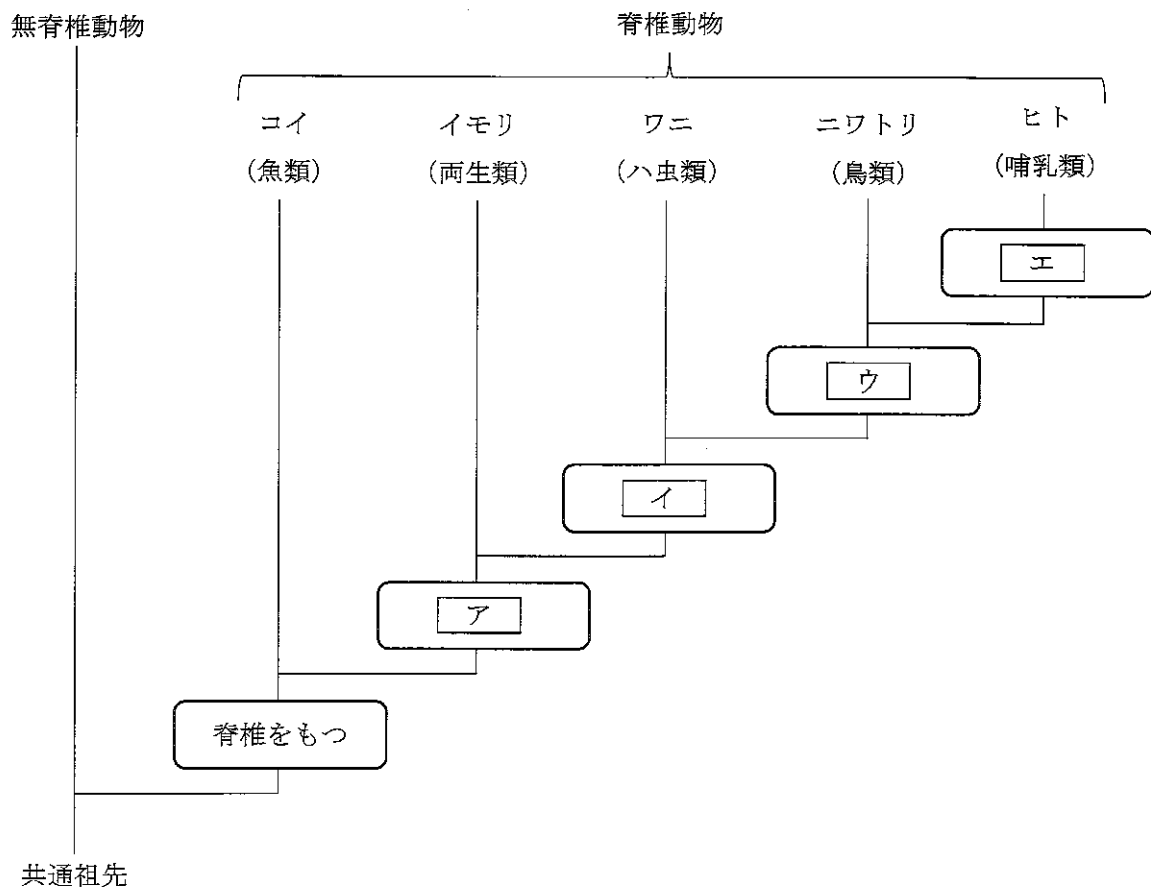 無脊椎動物
脊椎動物
コイ
(魚類)
イモリ
(両生類)
ワニ
(ハ虫類)
ニワトリ
(鳥類)
ヒト
(哺乳類)
エ
ウ
イ
ア
脊椎をもつ
共通祖先